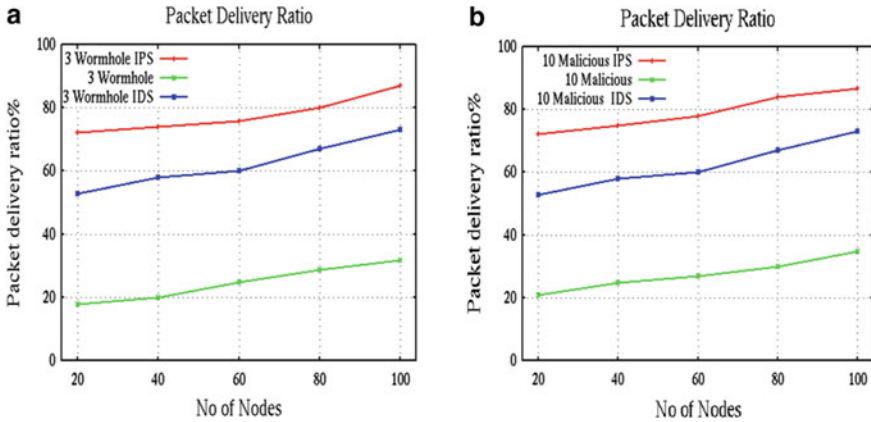 a
Packet Delivery Ratio
3 Wormhole IPS
3 Wormhole
3 Wormhole IDS
Packet delivery ratio%
100
80
60
40
20
0
20 40 60 80 100
No of Nodes
b
Packet Delivery Ratio
10 Malicious IPS
10 Malicious
10 Malicious IDS
Packet delivery ratio%
100
80
60
40
20
0
20 40 60 80 100
No of Nodes